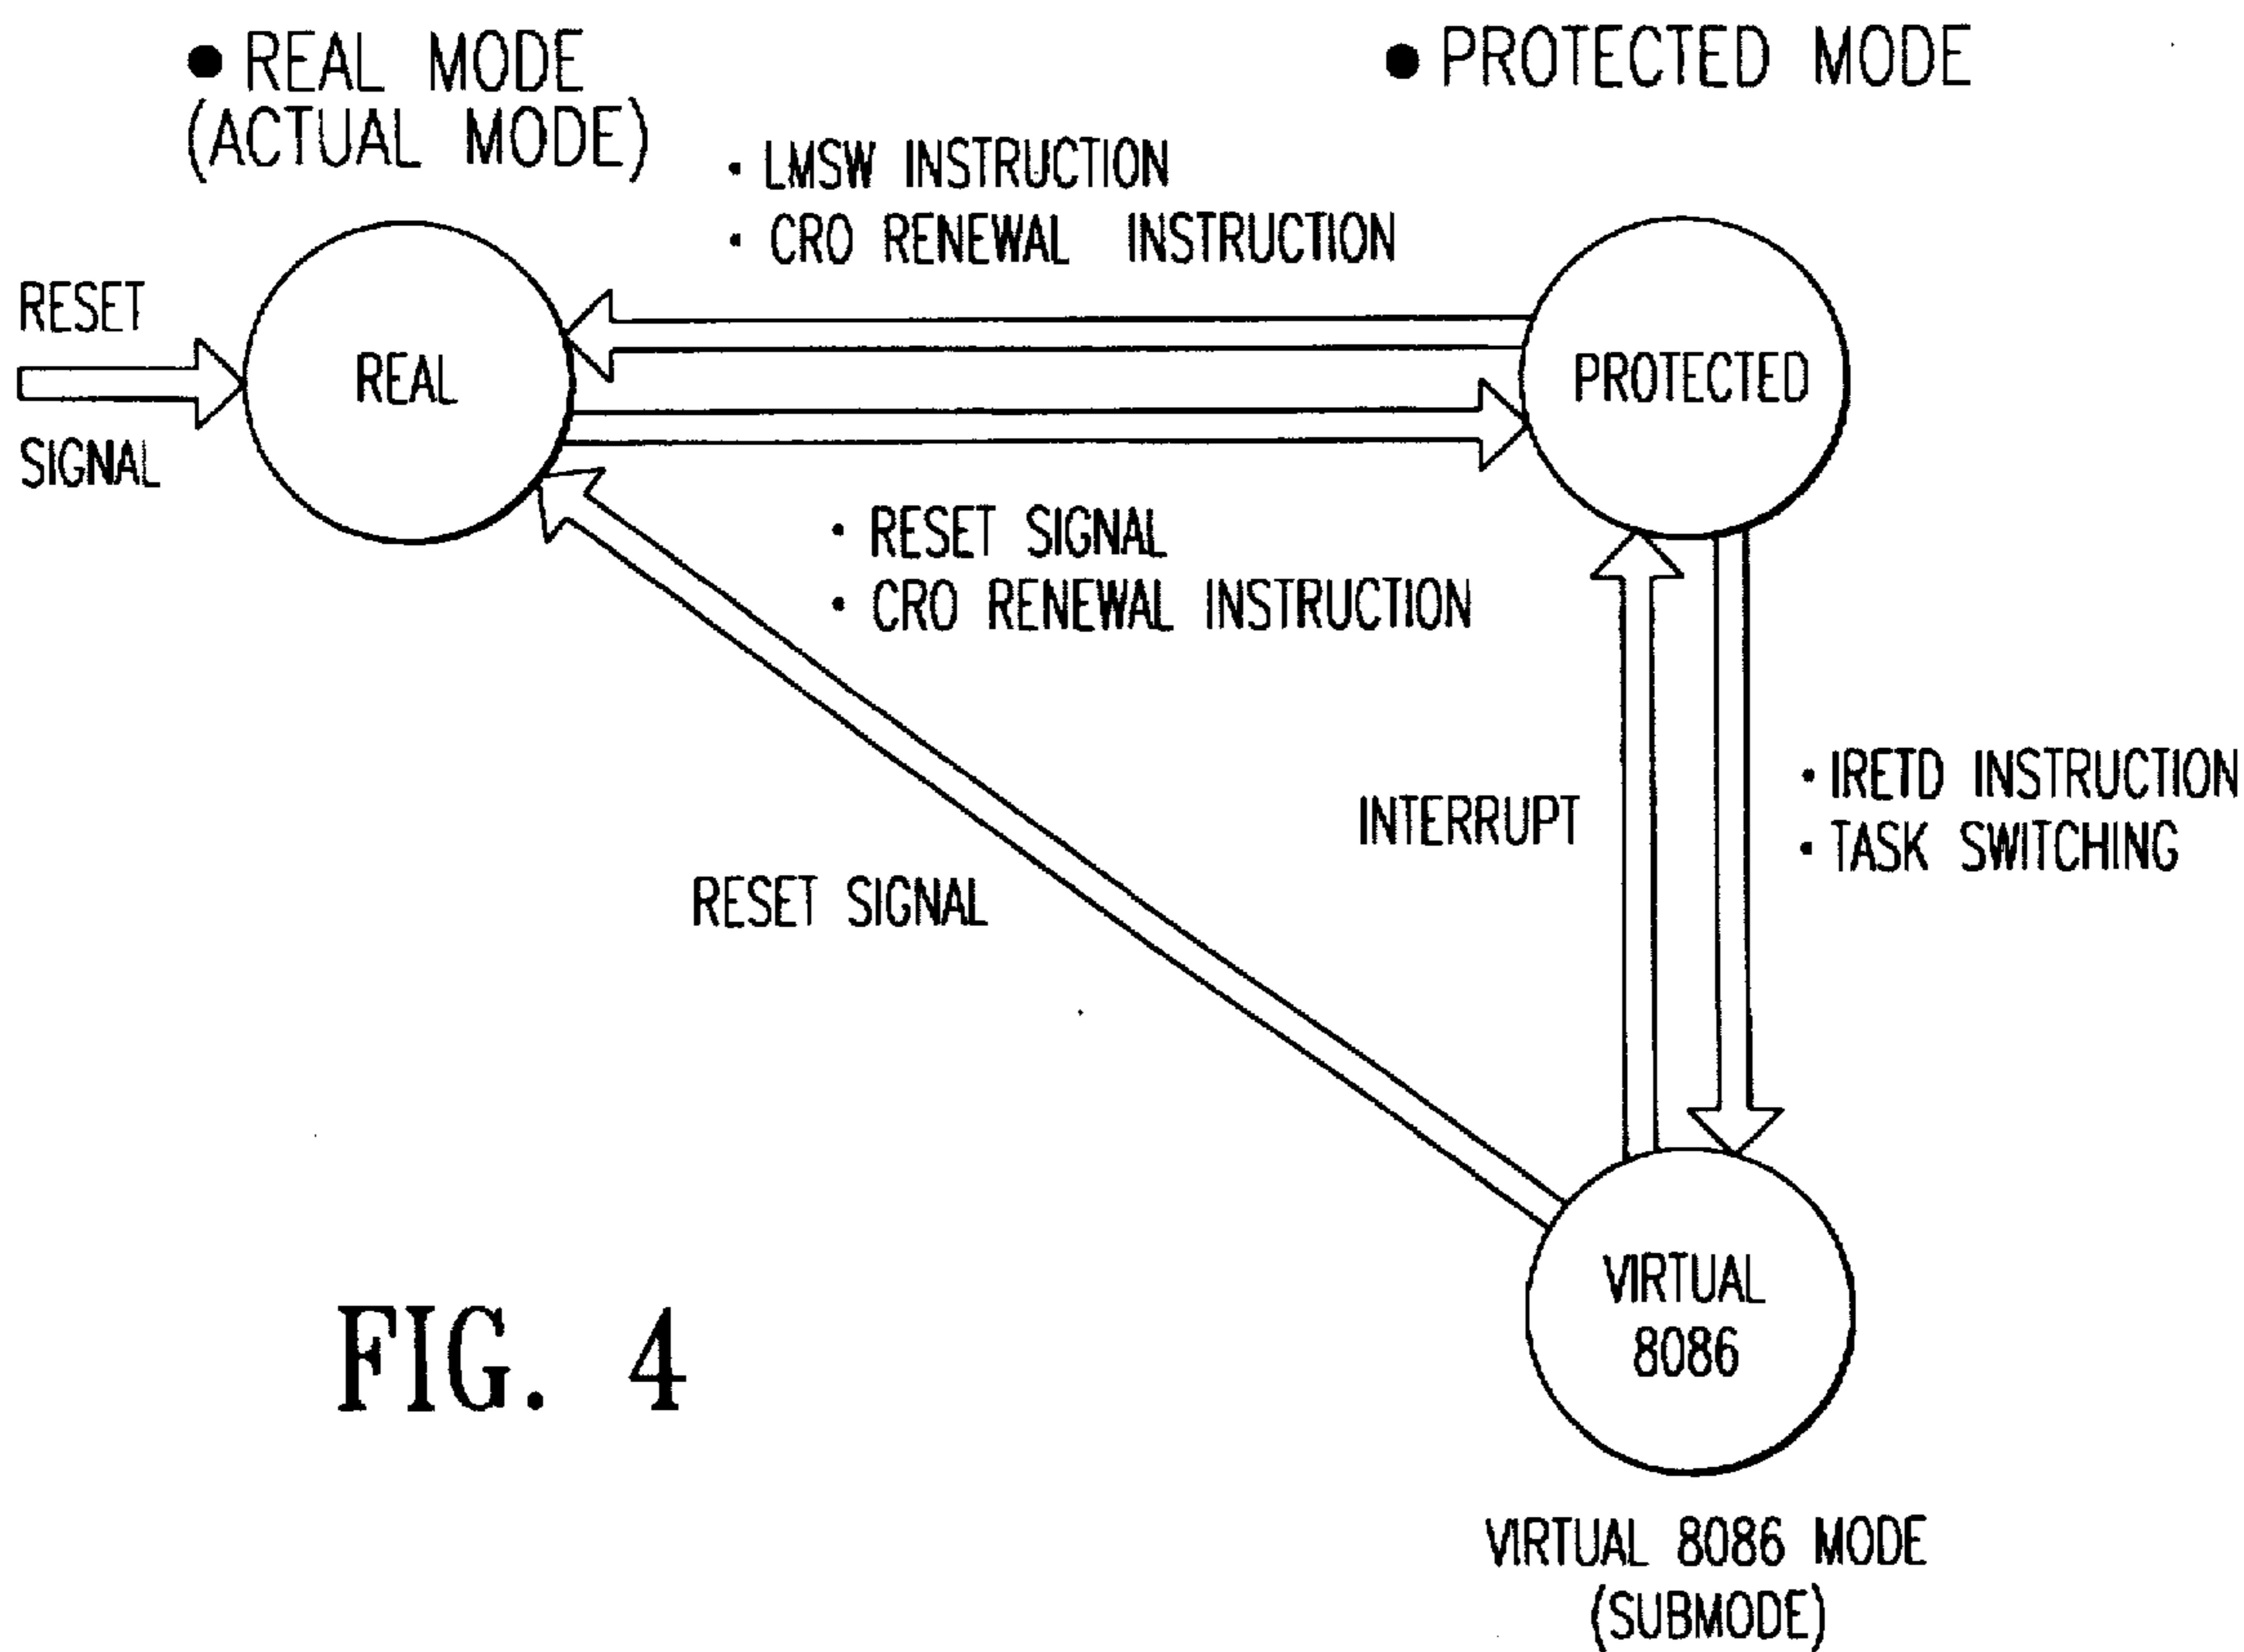 ● REAL MODE
(ACTUAL MODE)
● PROTECTED MODE
· LMSW INSTRUCTION
· CRO RENEWAL INSTRUCTION
RESET
SIGNAL
REAL
PROTECTED
· RESET SIGNAL
· CRO RENEWAL INSTRUCTION
INTERRUPT
· IRETD INSTRUCTION
· TASK SWITCHING
RESET SIGNAL
VIRTUAL
8086
FIG. 4
VIRTUAL 8086 MODE
(SUBMODE)